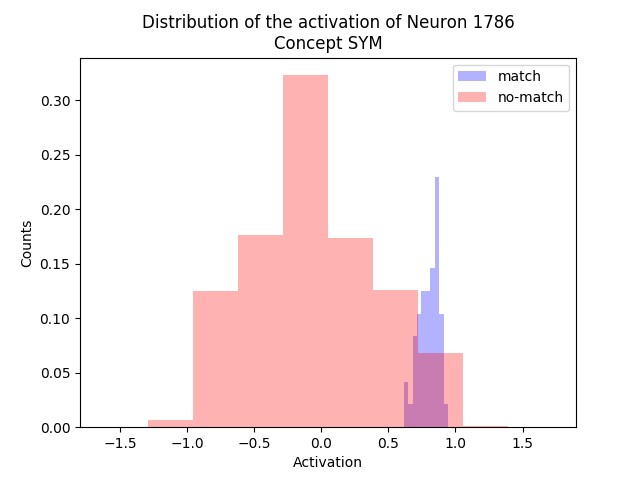 Distribution of the activation of Neuron 1786
Concept SYM
match
no-match
0.30
0.25
0.20
0.15
0.10
0.05
0.00
Counts
−1.5 −1.0 −0.5 0.0 0.5 1.0 1.5
Activation